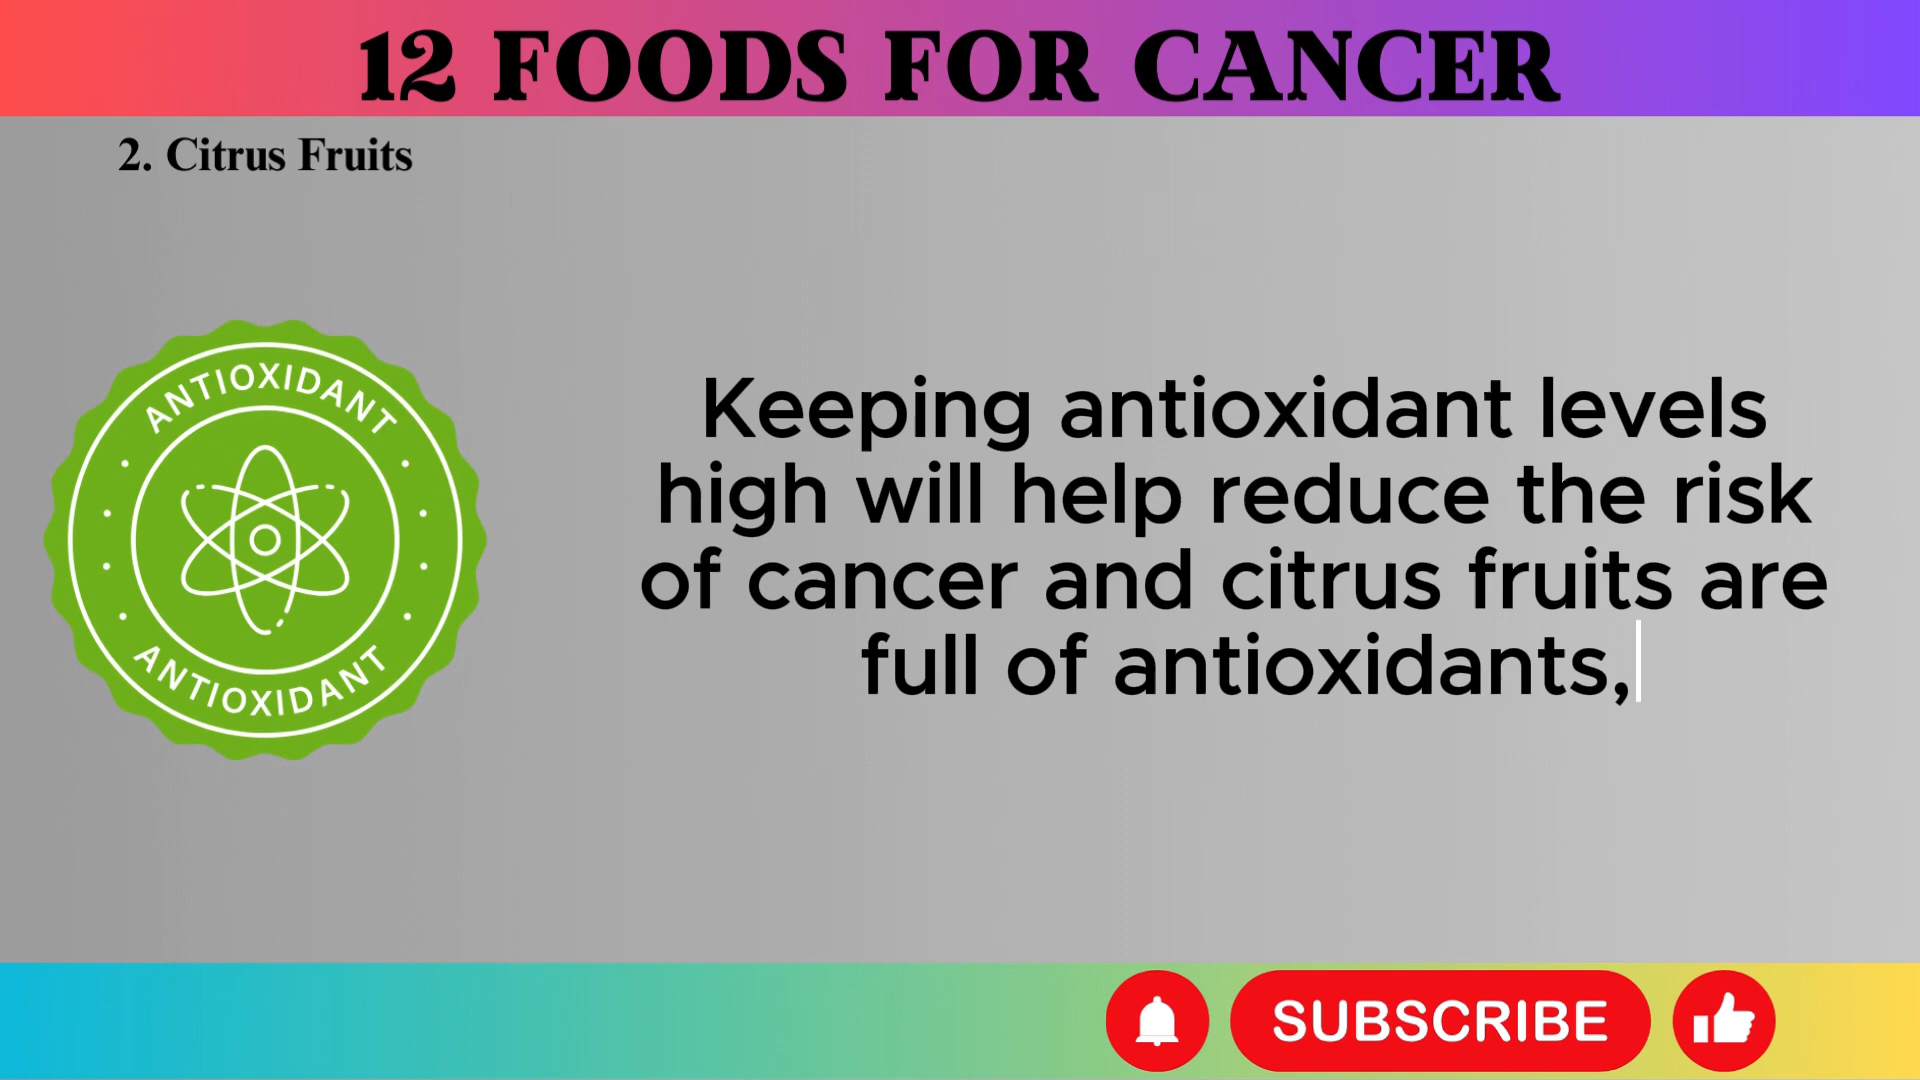 12 FOODS FOR CANCER
2. Citrus Fruits
ANTIOXIDANT
ANTIOXIDANT
Keeping antioxidant levels
high will help reduce the risk
of cancer and citrus fruits are
full of antioxidants,
SUBSCRIBE